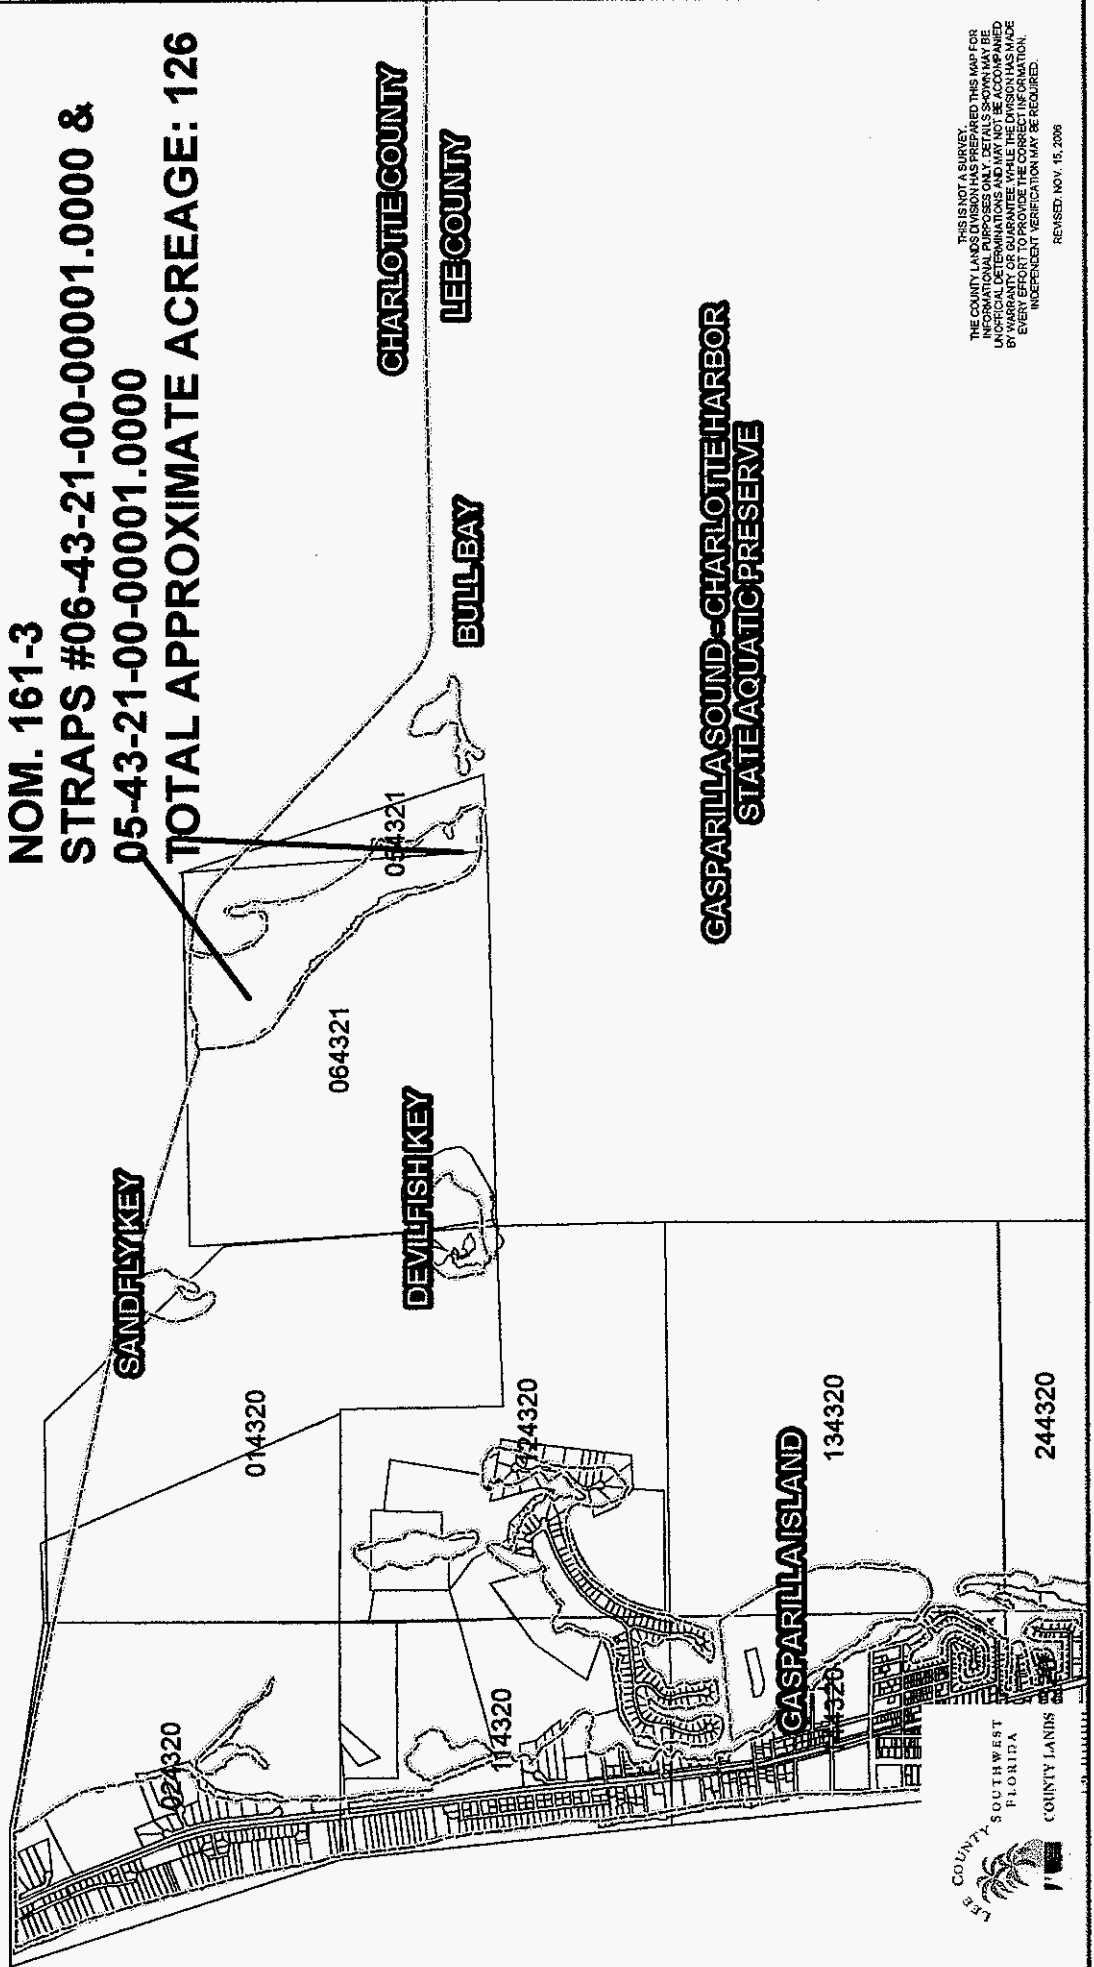 NOM. 161-3
STRAPS #06-43-21-00-00001.0000 &
05-43-21-00-00001.0000
TOTAL APPROXIMATE ACREAGE: 126
CHARLOTTE COUNTY
LEE COUNTY
BULL BAY
SANDFLY KEY
DEVILFISH KEY
054321
064321
GASPARILLA SOUND - CHARLOTTE HARBOR
STATE AQUATIC PRESERVE
014320
024320
114320
124320
134320
GASPARILLA ISLAND
144320
244320
LEE COUNTY
SOUTHWEST
FLORIDA
COUNTY LANDS
THIS IS NOT A SURVEY.
THE COUNTY LANDS DIVISION HAS PREPARED THIS MAP FOR
INFORMATIONAL PURPOSES ONLY. DETAILS SHOWN MAY BE
UNOFFICIAL DETERMINATIONS AND MAY NOT BE ACCOMPANIED
BY WARRANTY OR GUARANTEE. WHILE THE DIVISION HAS MADE
EVERY EFFORT TO PROVIDE THE CORRECT INFORMATION,
INDEPENDENT VERIFICATION MAY BE REQUIRED.
REVISED: NOV. 15, 2006